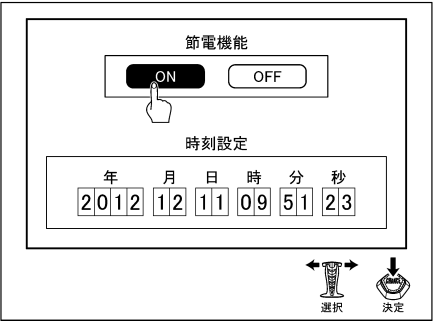 節電機能
ON OFF
時刻設定
年 月 日 時 分 秒
2012 12 11 09 51 23
選択 決定